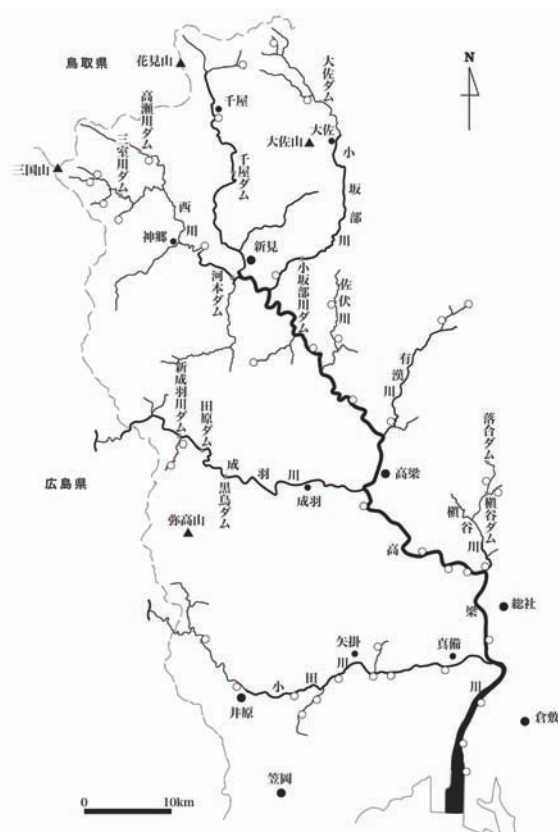 鳥取県
花見山
N
高瀬川ダム
三室川ダム
三国山
千屋
千屋ダム
大佐ダム
大佐
大佐山
小坂部川
西川
神郷
新見
河本ダム
小坂部川ダム
佐伏川
有漢川
新成羽川ダム
田原ダム
成羽川
黒鳥ダム
成羽
高梁
落合ダム
槇谷ダム
槇谷川
広島県
弥高山
高梁川
総社
矢掛
真備
小田川
井原
倉敷
笠岡
0 10km